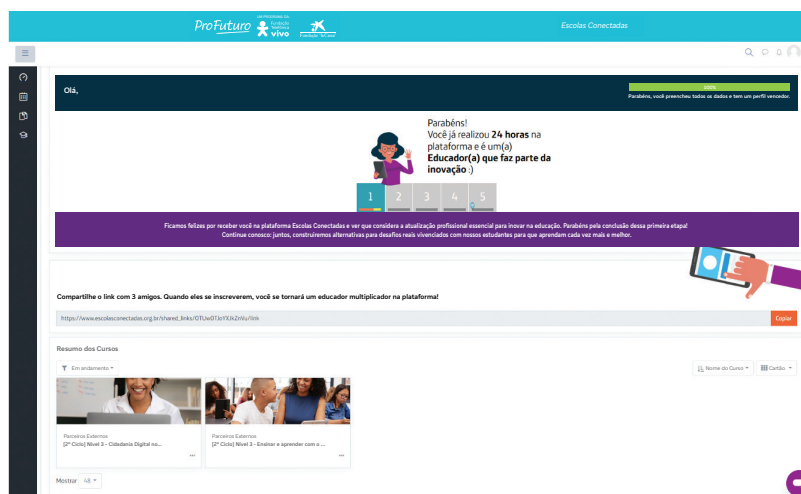 ProFuturo
UM PROGRAMA DA:
Fundação
Telefônica
vivo
Fundação "la Caixa"
Escolas Conectadas
Olá,
100%
Parabéns, você preencheu todos os dados e tem um perfil vencedor.
Parabéns!
Você já realizou 24 horas na
plataforma e é um(a)
Educador(a) que faz parte da
inovação :)
1 2 3 4 5
Ficamos felizes por receber você na plataforma Escolas Conectadas e ver que considera a atualização profissional essencial para inovar na educação. Parabéns pela conclusão dessa primeira etapa!
Continue conosco: juntos, construiremos alternativas para desafios reais vivenciados com nossos estudantes para que aprendam cada vez mais e melhor.
Compartilhe o link com 3 amigos. Quando eles se inscreverem, você se tornará um educador multiplicador na plataforma!
Copiar
Resumo dos Cursos
Em andamento
Nome do Curso
Cartão
Parceiros Externos
[2º Ciclo] Nível 3 - Cidadania Digital no...
...
Parceiros Externos
[2º Ciclo] Nível 3 - Ensinar e aprender com o ...
...
Mostrar 48